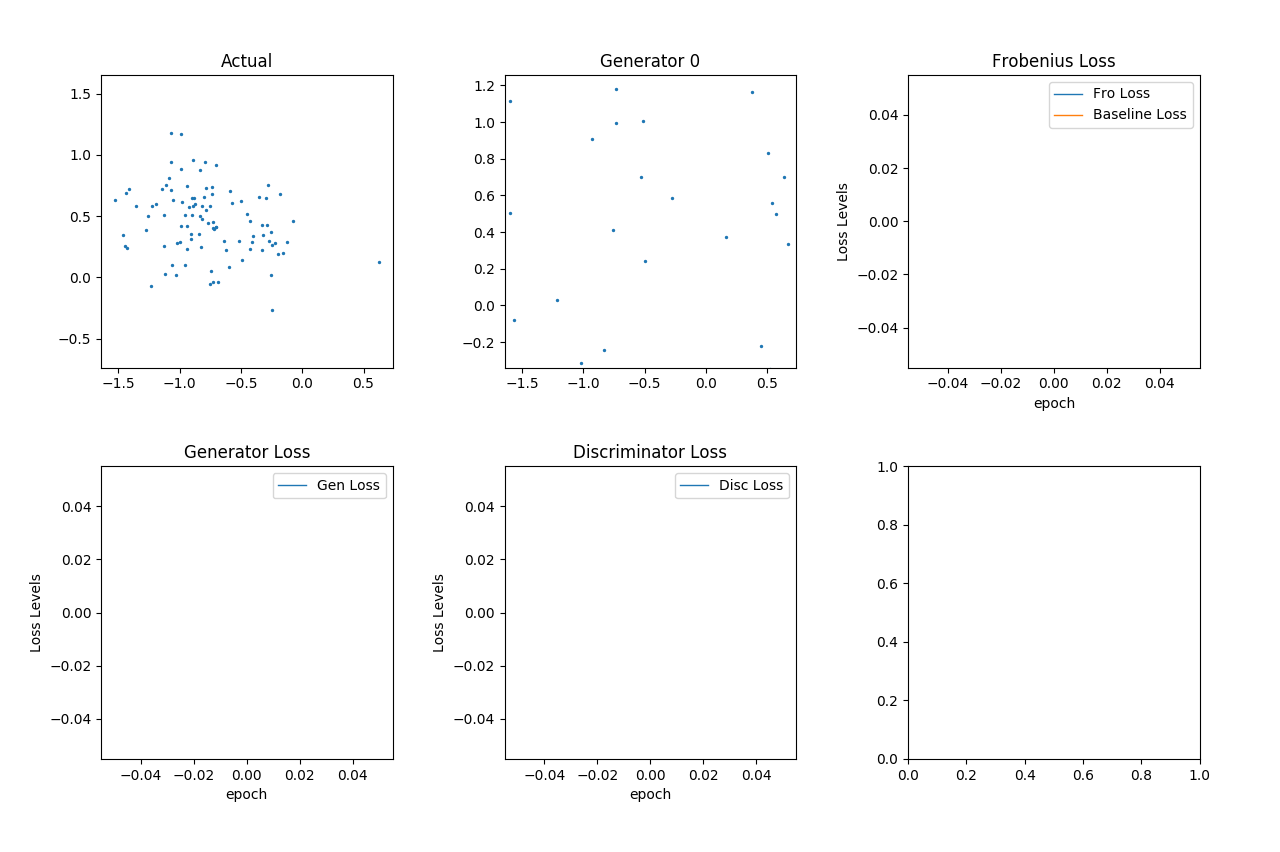 Actual
1.5
1.0
0.5
0.0
−0.5
−1.5 −1.0 −0.5 0.0 0.5
Generator 0
1.2
1.0
0.8
0.6
0.4
0.2
0.0
−0.2
−1.5 −1.0 −0.5 0.0 0.5
Frobenius Loss
Fro Loss
Baseline Loss
Loss Levels
0.04
0.02
0.00
−0.02
−0.04
−0.04 −0.02 0.00 0.02 0.04
epoch
Generator Loss
Gen Loss
Loss Levels
0.04
0.02
0.00
−0.02
−0.04
−0.04 −0.02 0.00 0.02 0.04
epoch
Discriminator Loss
Disc Loss
Loss Levels
0.04
0.02
0.00
−0.02
−0.04
−0.04 −0.02 0.00 0.02 0.04
epoch
1.0
0.8
0.6
0.4
0.2
0.0
0.0 0.2 0.4 0.6 0.8 1.0